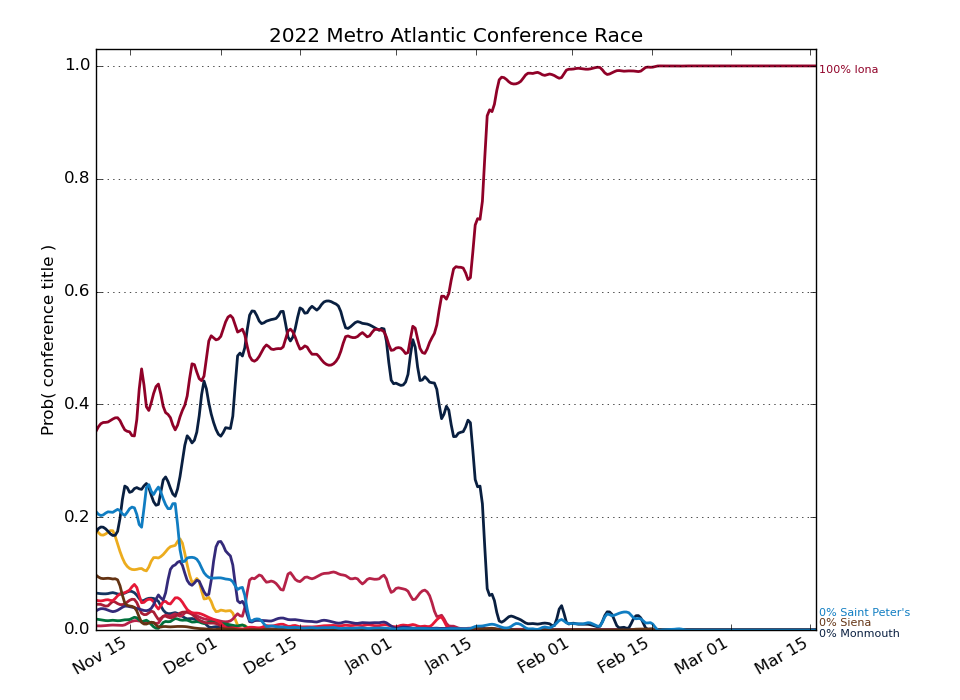 2022 Metro Atlantic Conference Race
Prob( conference title )
1.0
0.8
0.6
0.4
0.2
0.0
100% Iona
0% Saint Peter's
0% Siena
0% Monmouth
Nov 15
Dec 01
Dec 15
Jan 01
Jan 15
Feb 01
Feb 15
Mar 01
Mar 15